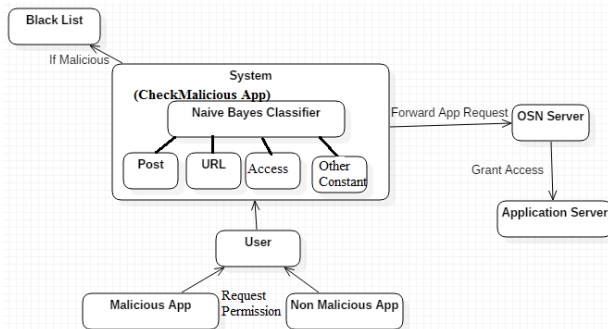 Black List
If Malicious
System
(CheckMalicious App)
Naive Bayes Classifier
Forward App Request
OSN Server
Post
URL
Access
Other
Constant
Grant Access
Application Server
User
Malicious App
Request
Permission
Non Malicious App